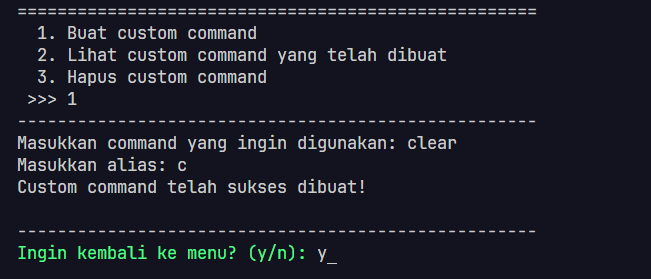 ====================================================
1. Buat custom command
2. Lihat custom command yang telah dibuat
3. Hapus custom command
>>> 1
----------------------------------------------------
Masukkan command yang ingin digunakan: clear
Masukkan alias: c
Custom command telah sukses dibuat!
----------------------------------------------------
Ingin kembali ke menu? (y/n): y_